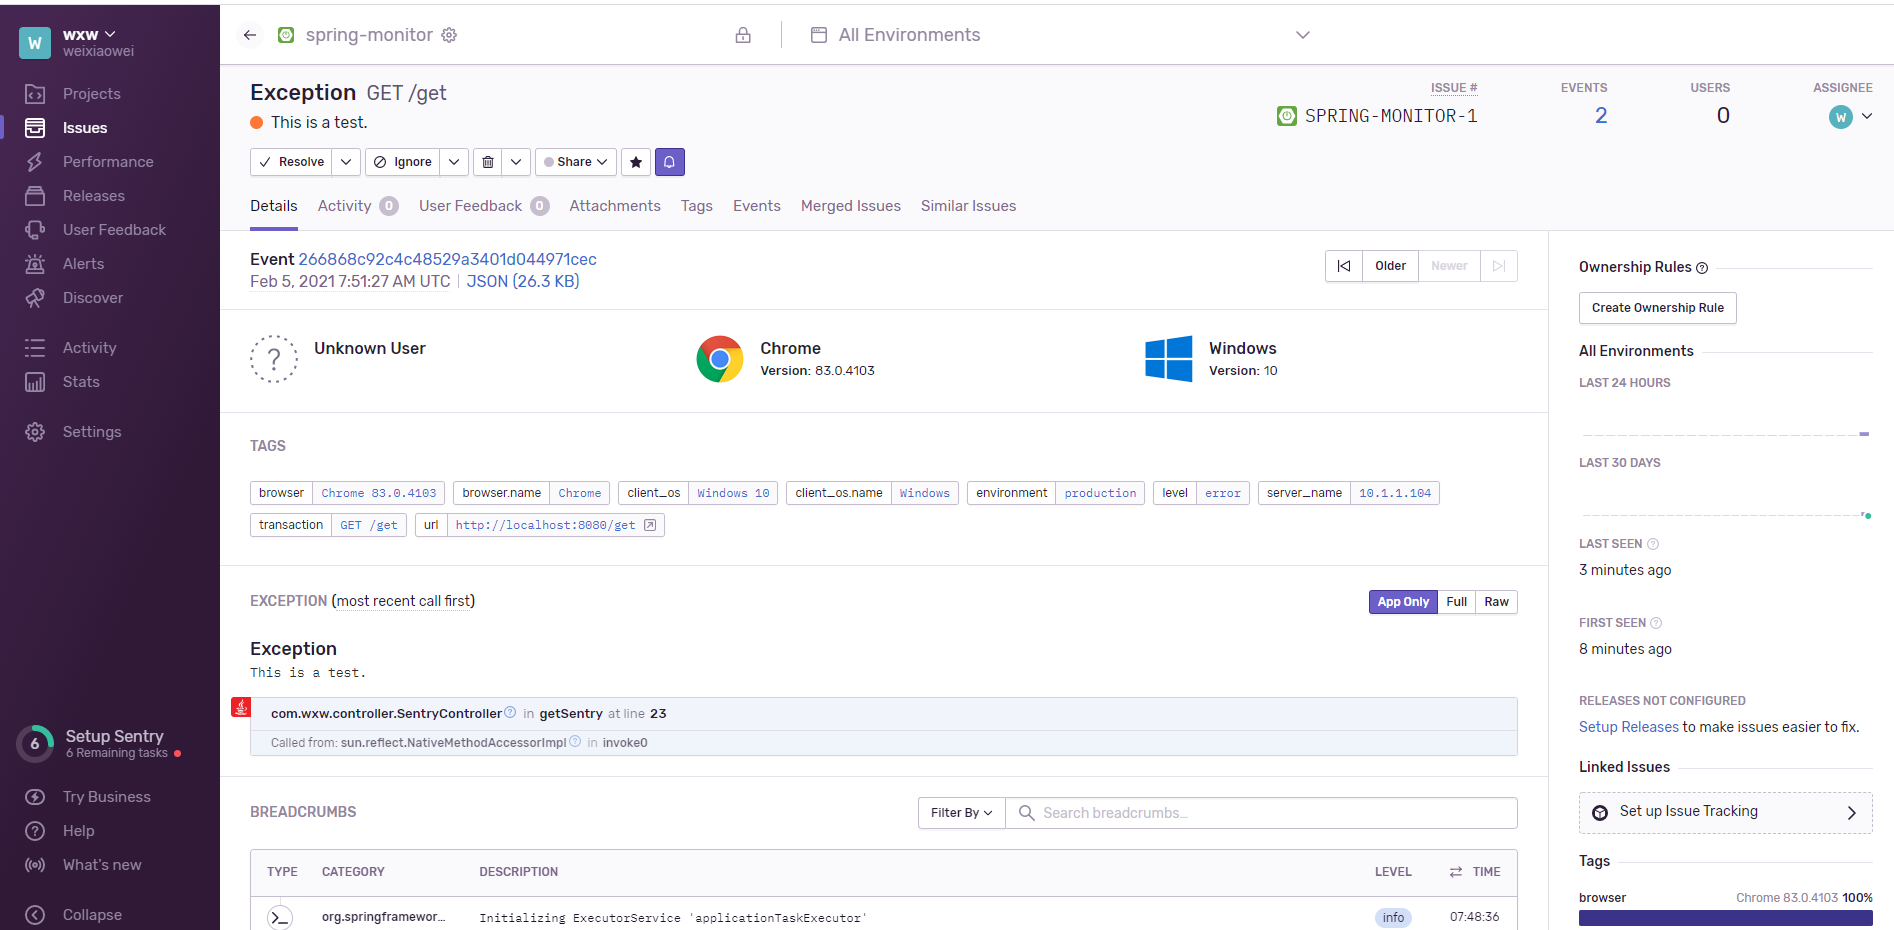 W
wxw
weixiaowei
Projects
Issues
Performance
Releases
User Feedback
Alerts
Discover
Activity
Stats
Settings
6
Setup Sentry
6 Remaining tasks
Try Business
Help
What's new
Collapse
spring-monitor
All Environments
Exception GET /get
This is a test.
ISSUE #
SPRING-MONITOR-1
EVENTS
2
USERS
0
ASSIGNEE
W
Resolve
Ignore
Share
Details
Activity 0
User Feedback 0
Attachments
Tags
Events
Merged Issues
Similar Issues
Event 266868c92c4c48529a3401d044971cec
Feb 5, 2021 7:51:27 AM UTC JSON (26.3 KB)
Older
Newer
?
Unknown User
Chrome
Version: 83.0.4103
Windows
Version: 10
TAGS
browser Chrome 83.0.4103
browser.name Chrome
client_os Windows 10
client_os.name Windows
environment production
level error
server_name 10.1.1.104
transaction GET /get
url http://localhost:8080/get
EXCEPTION (most recent call first)
App Only Full Raw
Exception
This is a test.
com.wxw.controller.SentryController ? in getSentry at line 23
Called from: sun.reflect.NativeMethodAccessorImpl ? in invoke0
BREADCRUMBS
Filter By
Search breadcrumbs...
TYPE CATEGORY DESCRIPTION LEVEL TIME
org.springframewor... Initializing ExecutorService 'applicationTaskExecutor' info 07:48:36
Ownership Rules ?
Create Ownership Rule
All Environments
LAST 24 HOURS
LAST 30 DAYS
LAST SEEN ?
3 minutes ago
FIRST SEEN ?
8 minutes ago
RELEASES NOT CONFIGURED
Setup Releases to make issues easier to fix.
Linked Issues
Set up Issue Tracking
Tags
browser Chrome 83.0.4103 100%